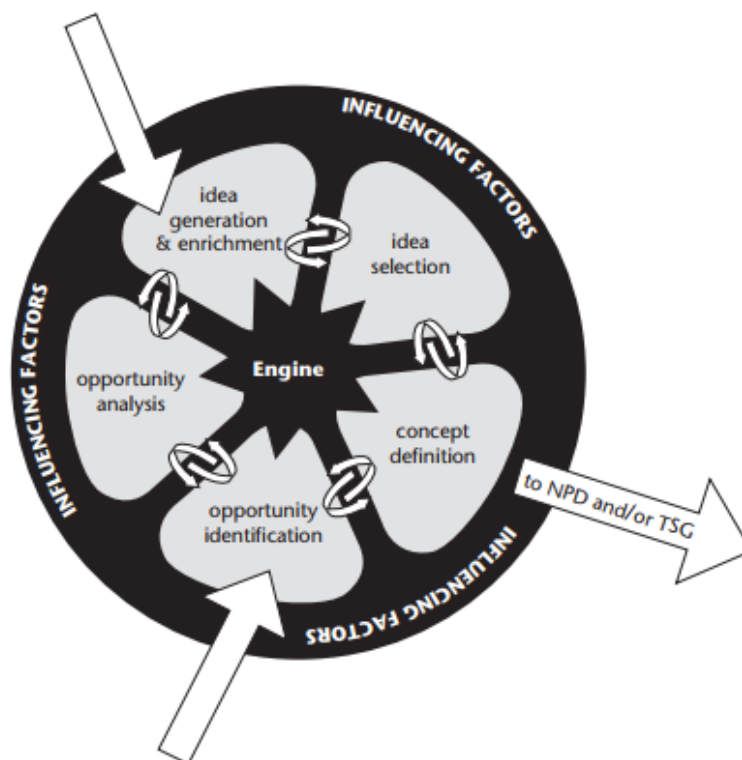 INFLUENCING FACTORS
idea
generation
& enrichment
idea
selection
INFLUENCING FACTORS
opportunity
analysis
Engine
concept
definition
opportunity
identification
to NPD and/or TSG
INFLUENCING FACTORS